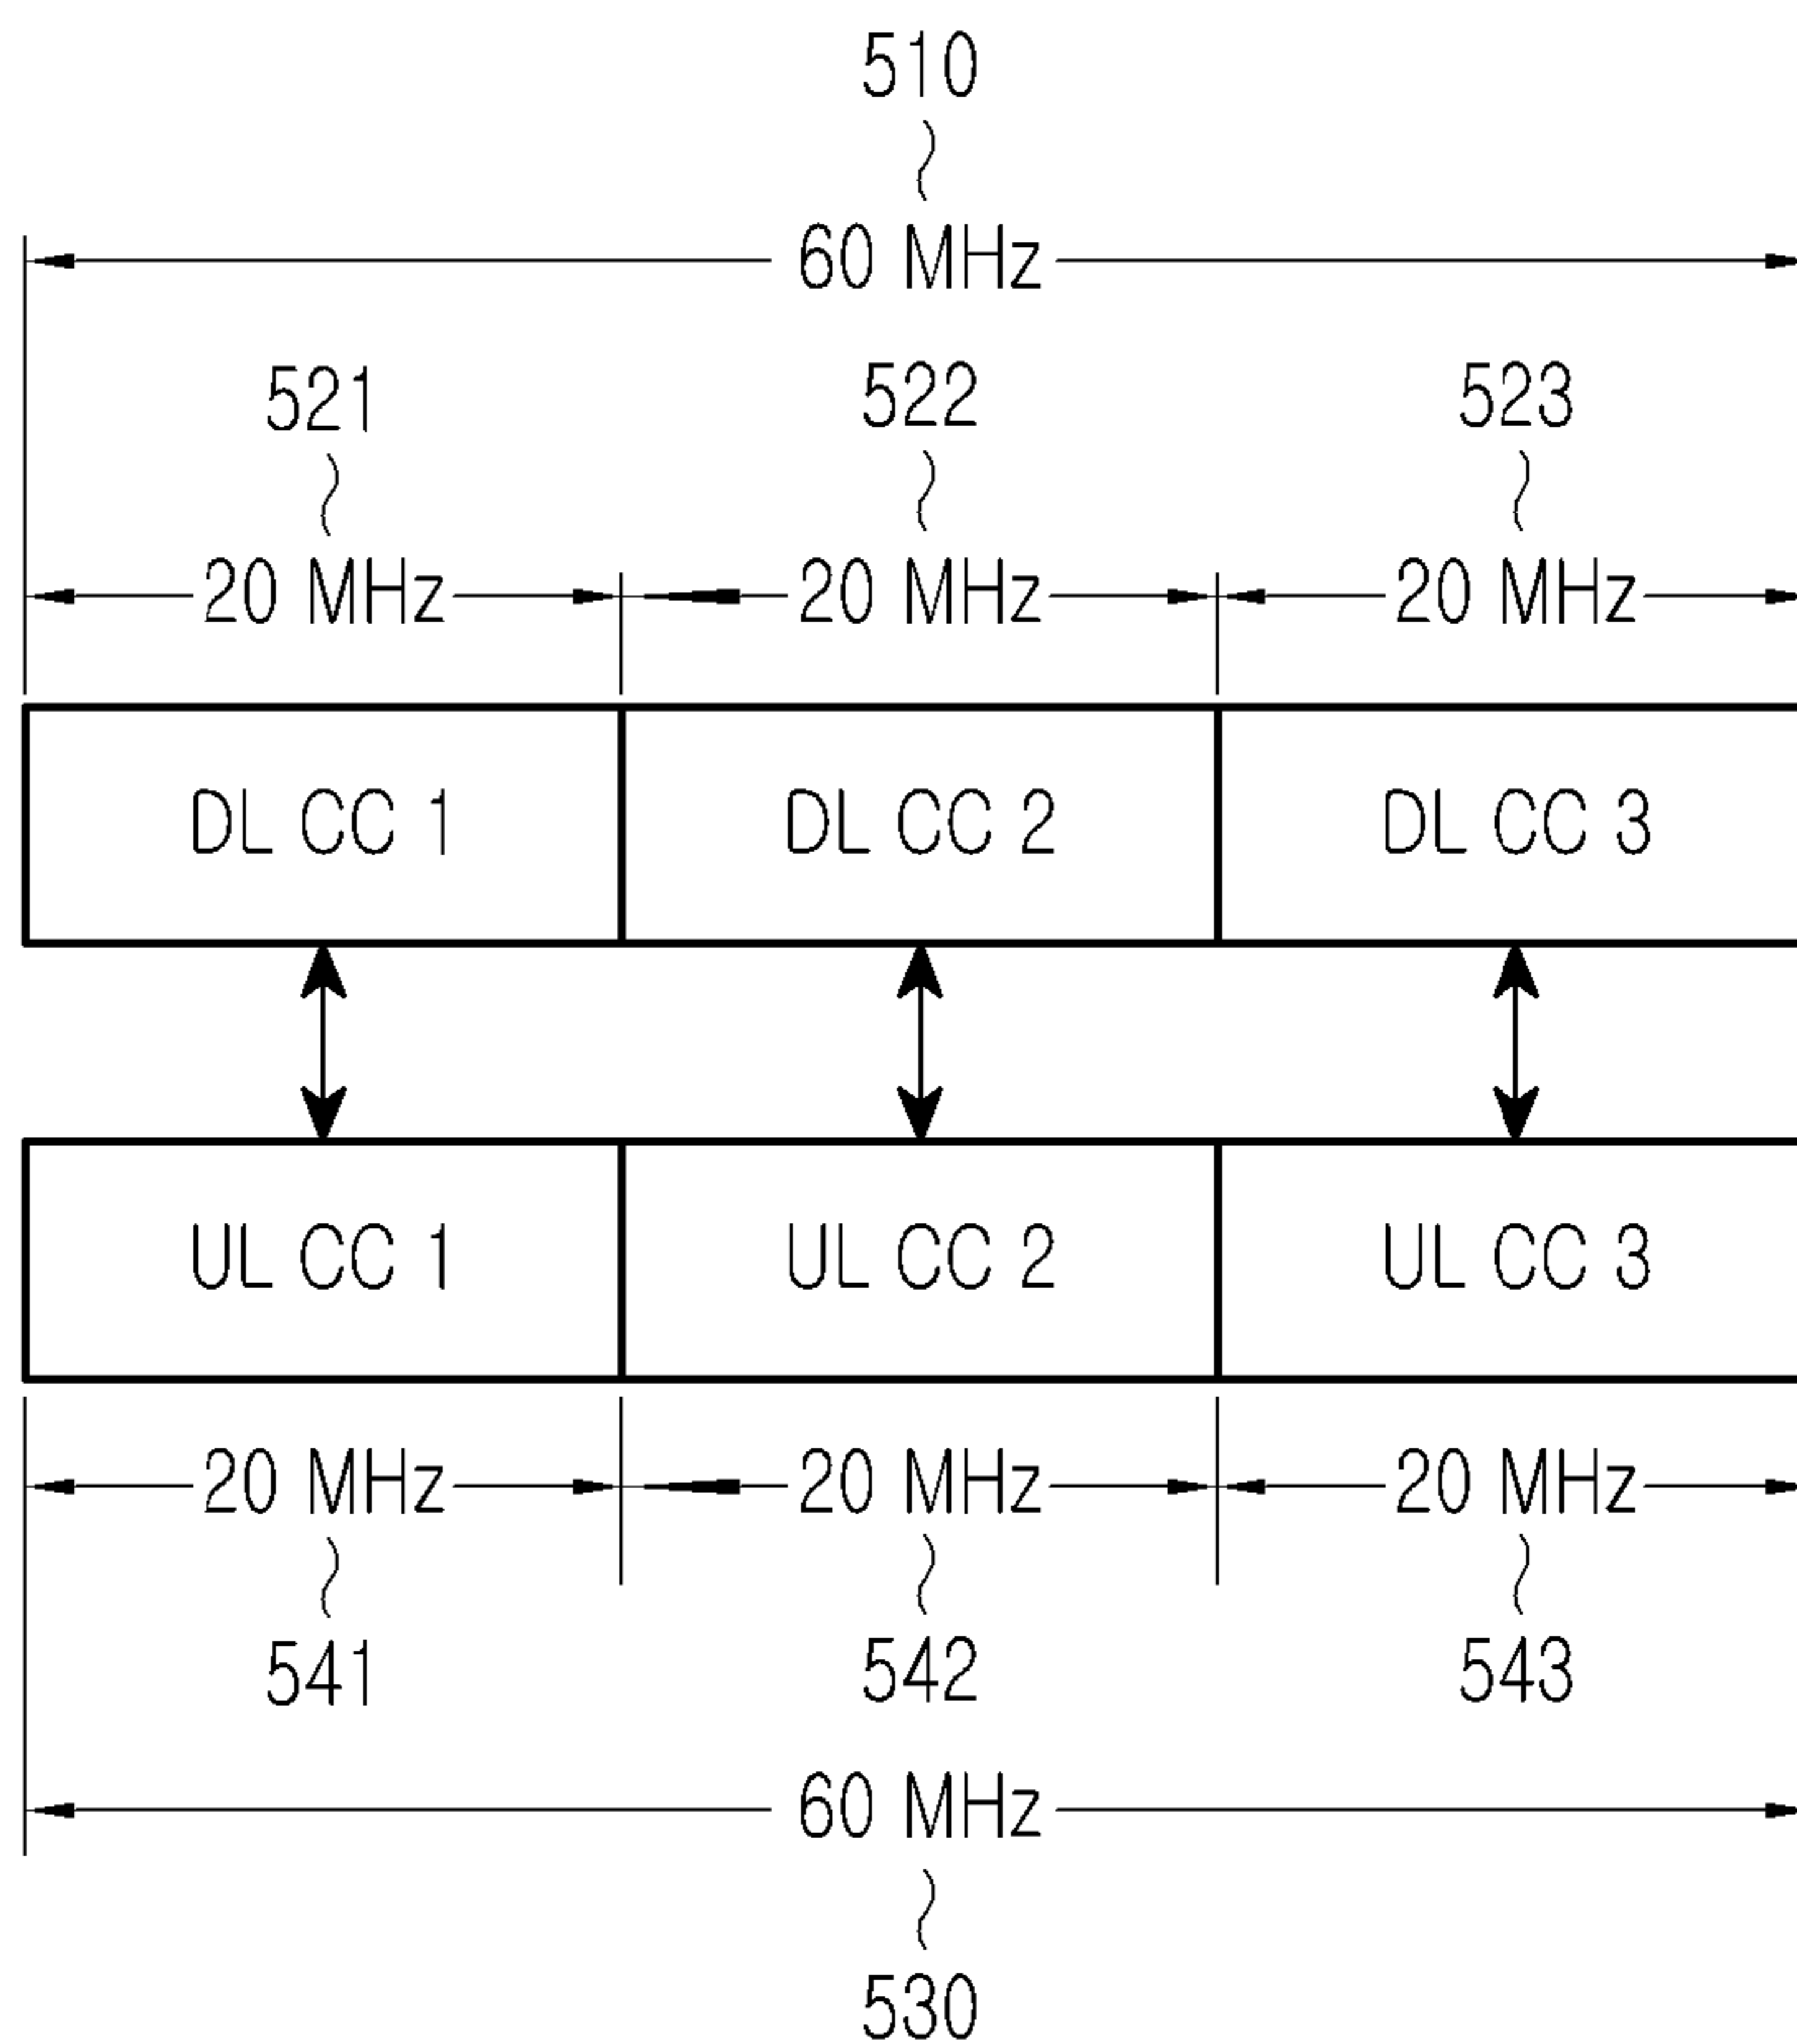 510
60 MHz
521 522 523
20 MHz 20 MHz 20 MHz
DL CC 1 DL CC 2 DL CC 3
UL CC 1 UL CC 2 UL CC 3
20 MHz 20 MHz 20 MHz
541 542 543
60 MHz
530